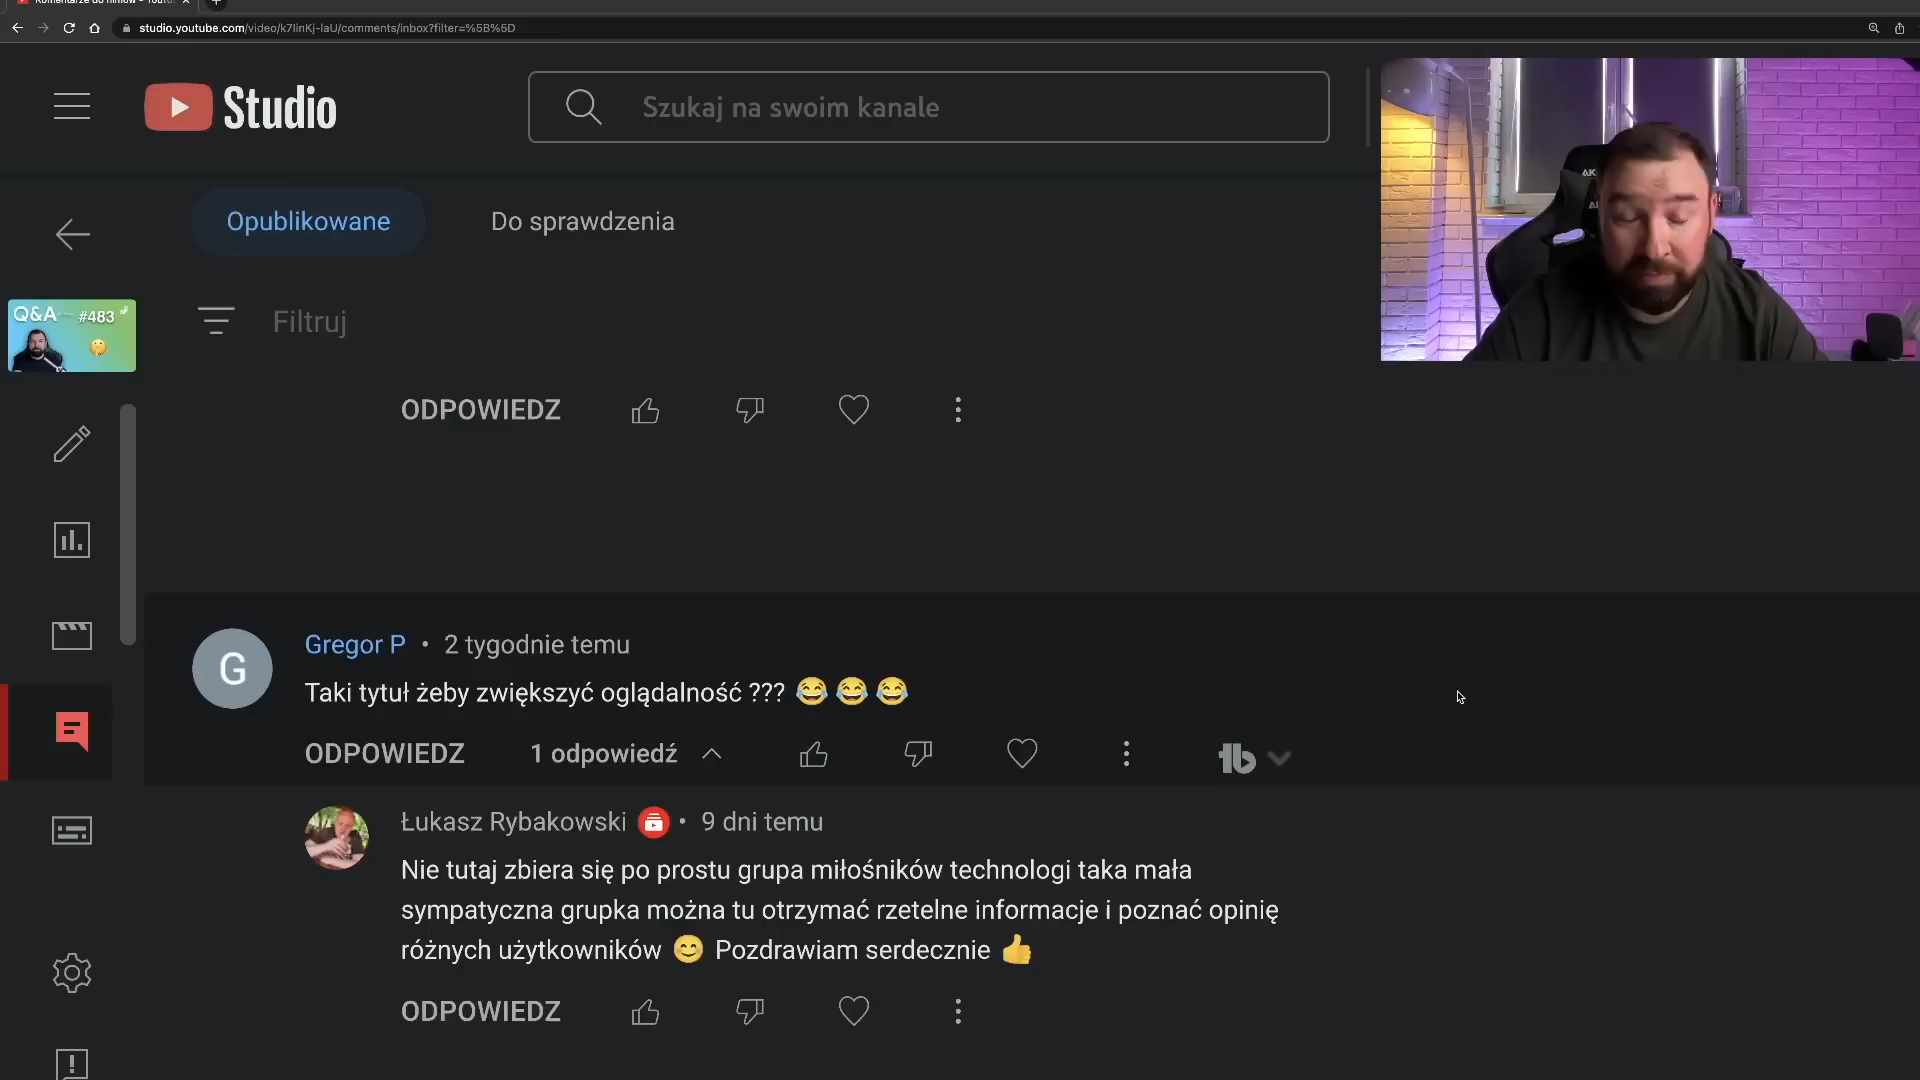 studio.youtube.com/video/k7IinKj-IaU/comments/inbox?filter=%5B%5D
Studio
Szukaj na swoim kanale
Opublikowane
Do sprawdzenia
Q&A #483
Filtruj
ODPOWIEDZ
G
Gregor P • 2 tygodnie temu
Taki tytuł żeby zwiększyć oglądalność ??? 😂 😂 😂
ODPOWIEDZ
1 odpowiedź
Łukasz Rybakowski • 9 dni temu
Nie tutaj zbiera się po prostu grupa miłośników technologi taka mała
sympatyczna grupka można tu otrzymać rzetelne informacje i poznać opinię
różnych użytkowników 😊 Pozdrawiam serdecznie 👍
ODPOWIEDZ